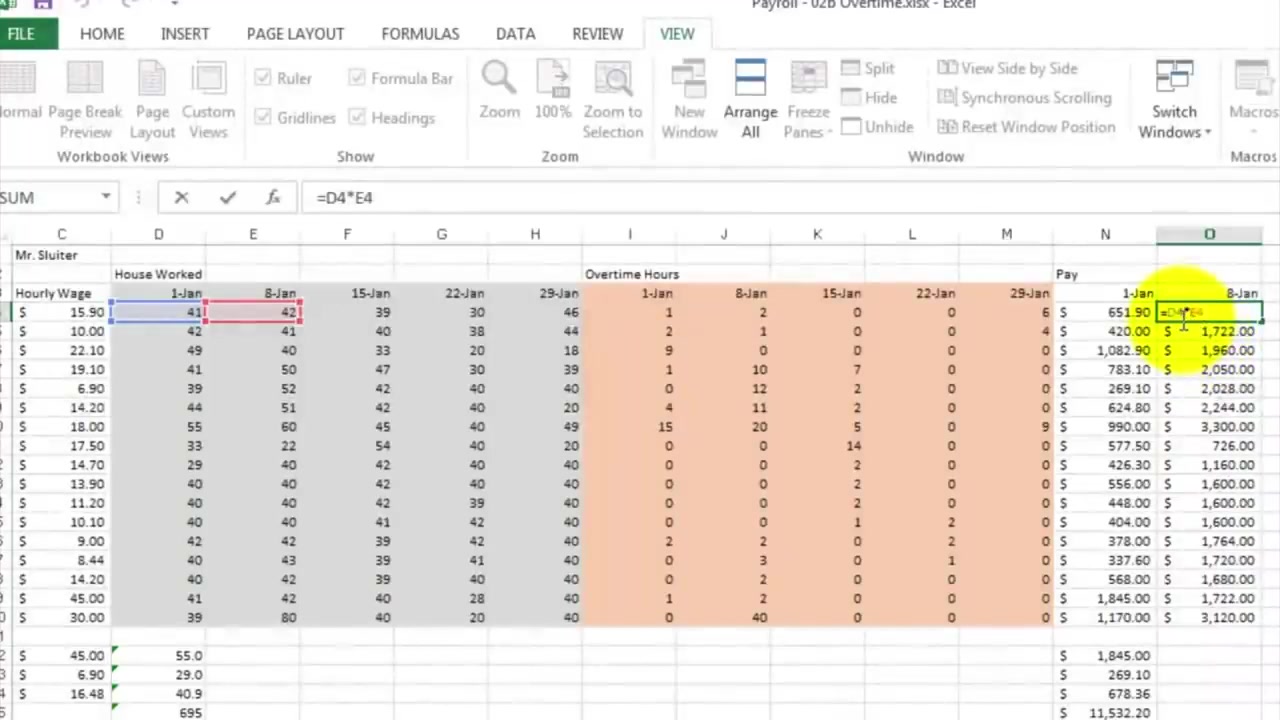 Payroll - 02b Overtime.xlsx - Excel
FILE HOME INSERT PAGE LAYOUT FORMULAS DATA REVIEW VIEW
Ruler Formula Bar Split View Side by Side
Page Break Page Custom Zoom 100% Zoom to New Arrange Freeze Hide Synchronous Scrolling Switch Macros
Preview Layout Views Gridlines Headings Selection Window All Panes Unhide Reset Window Position Windows
Workbook Views Show Zoom Window Macros
SUM fx =D4*E4
C D E F G H I J K L M N O
Mr. Sluiter
House Worked Overtime Hours Pay
Hourly Wage 1-Jan 8-Jan 15-Jan 22-Jan 29-Jan 1-Jan 8-Jan 15-Jan 22-Jan 29-Jan 1-Jan 8-Jan
$ 15.90 41 42 39 30 46 1 2 0 0 6 $ 651.90 =D4*E4
$ 10.00 42 41 40 38 44 2 1 0 0 4 $ 420.00 $ 1,722.00
$ 22.10 49 40 33 20 18 9 0 0 0 0 $ 1,082.90 $ 1,960.00
$ 19.10 41 50 47 30 39 1 10 7 0 0 $ 783.10 $ 2,050.00
$ 6.90 39 52 42 40 40 0 12 2 0 0 $ 269.10 $ 2,028.00
$ 14.20 44 51 42 40 20 4 11 2 0 0 $ 624.80 $ 2,244.00
$ 18.00 55 60 45 40 49 15 20 5 0 9 $ 990.00 $ 3,300.00
$ 17.50 33 22 54 40 20 0 0 14 0 0 $ 577.50 $ 726.00
$ 14.70 29 40 42 40 40 0 0 2 0 0 $ 426.30 $ 1,160.00
$ 13.90 40 40 42 40 40 0 0 2 0 0 $ 556.00 $ 1,600.00
$ 11.20 40 40 42 39 40 0 0 2 0 0 $ 448.00 $ 1,600.00
$ 10.10 40 40 41 42 40 0 0 1 2 0 $ 404.00 $ 1,600.00
$ 9.00 42 42 39 42 40 2 2 0 2 0 $ 378.00 $ 1,764.00
$ 8.44 40 43 39 41 40 0 3 0 1 0 $ 337.60 $ 1,720.00
$ 14.20 40 42 39 40 40 0 2 0 0 0 $ 568.00 $ 1,680.00
$ 45.00 41 42 40 28 40 1 2 0 0 0 $ 1,845.00 $ 1,722.00
$ 30.00 39 80 40 20 40 0 40 0 0 0 $ 1,170.00 $ 3,120.00
$ 45.00 55.0 $ 1,845.00
$ 6.90 29.0 $ 269.10
$ 16.48 40.9 $ 678.36
695 $ 11,532.20